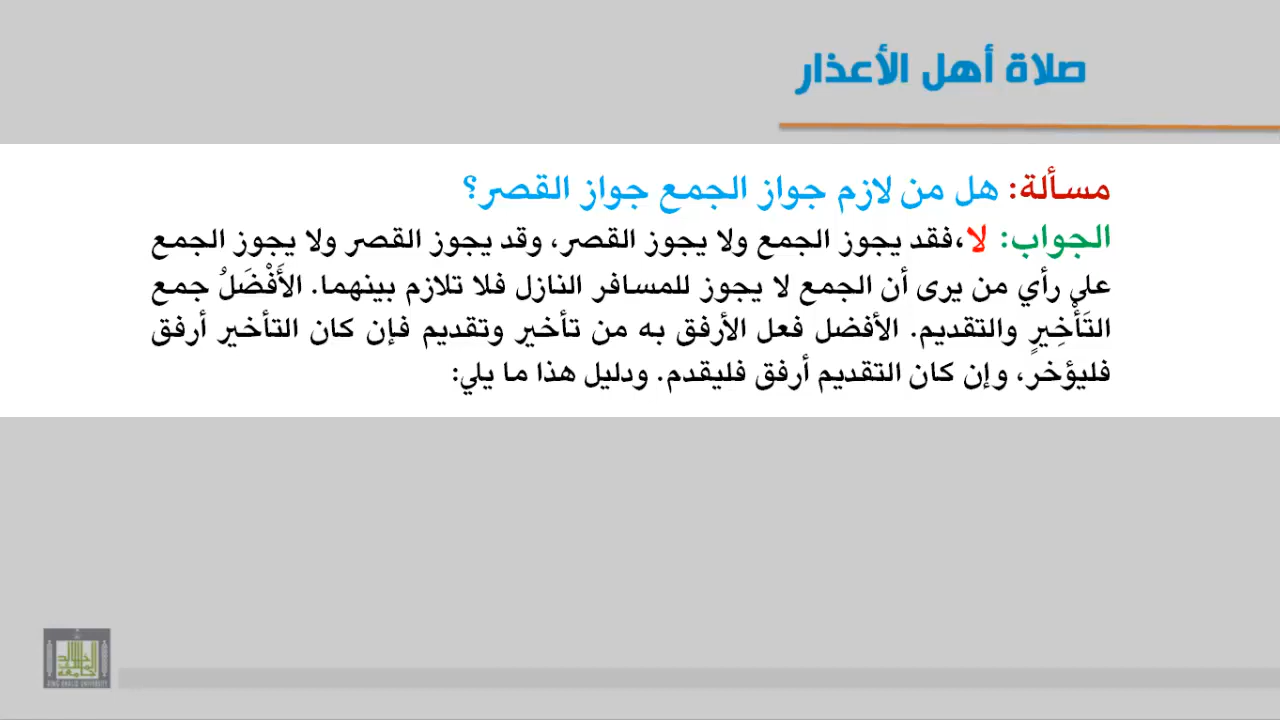 صلاة أهل الأعذار
مسألة: هل من لازم جواز الجمع جواز القصر؟
الجواب: لا،فقد يجوز الجمع ولا يجوز القصر، وقد يجوز القصر ولا يجوز الجمع
على رأي من يرى أن الجمع لا يجوز للمسافر النازل فلا تلازم بينهما. الأَفْضَلُ جمع
التَأْخِيرٍ والتقديم. الأفضل فعل الأرفق به من تأخير وتقديم فإن كان التأخير أرفق
فليؤخر، وإن كان التقديم أرفق فليقدم. ودليل هذا ما يلي:
KING KHALID UNIVERSITY